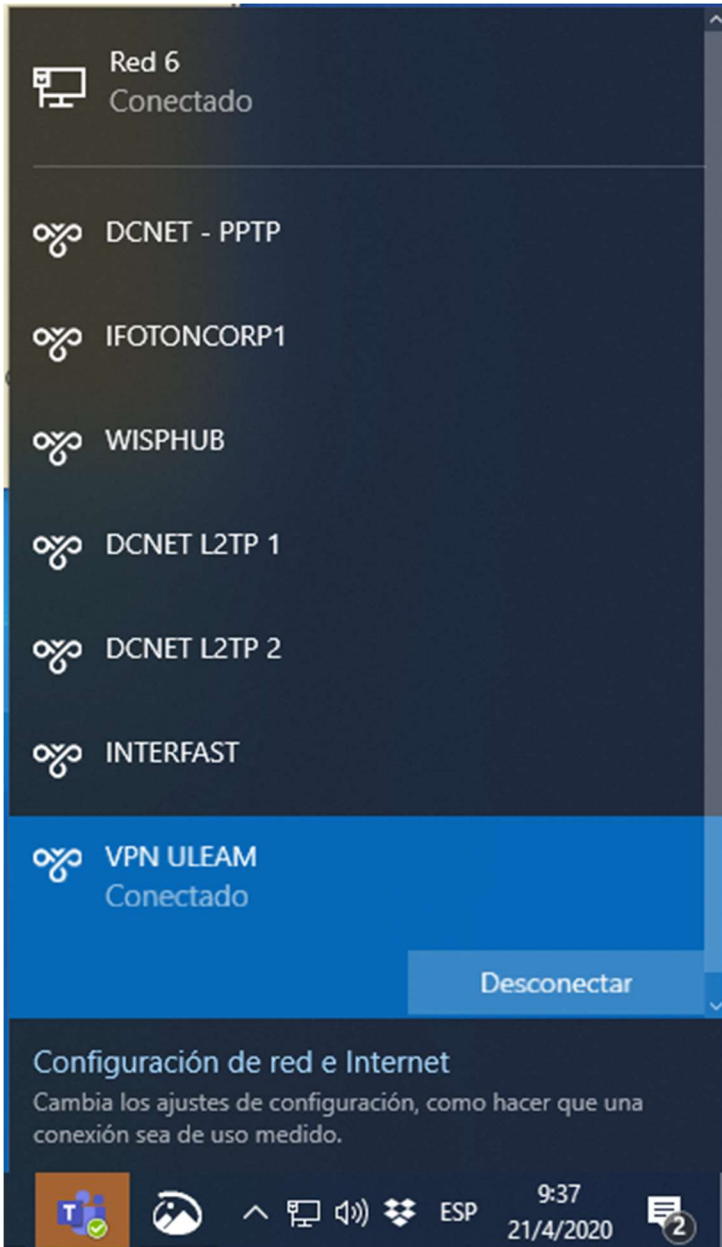 Red 6
Conectado
DCNET - PPTP
IFOTONCORP1
WISPHUB
DCNET L2TP 1
DCNET L2TP 2
INTERFAST
VPN ULEAM
Conectado
Desconectar
Configuración de red e Internet
Cambia los ajustes de configuración, como hacer que una
conexión sea de uso medido.
T
ESP
9:37
21/4/2020
2